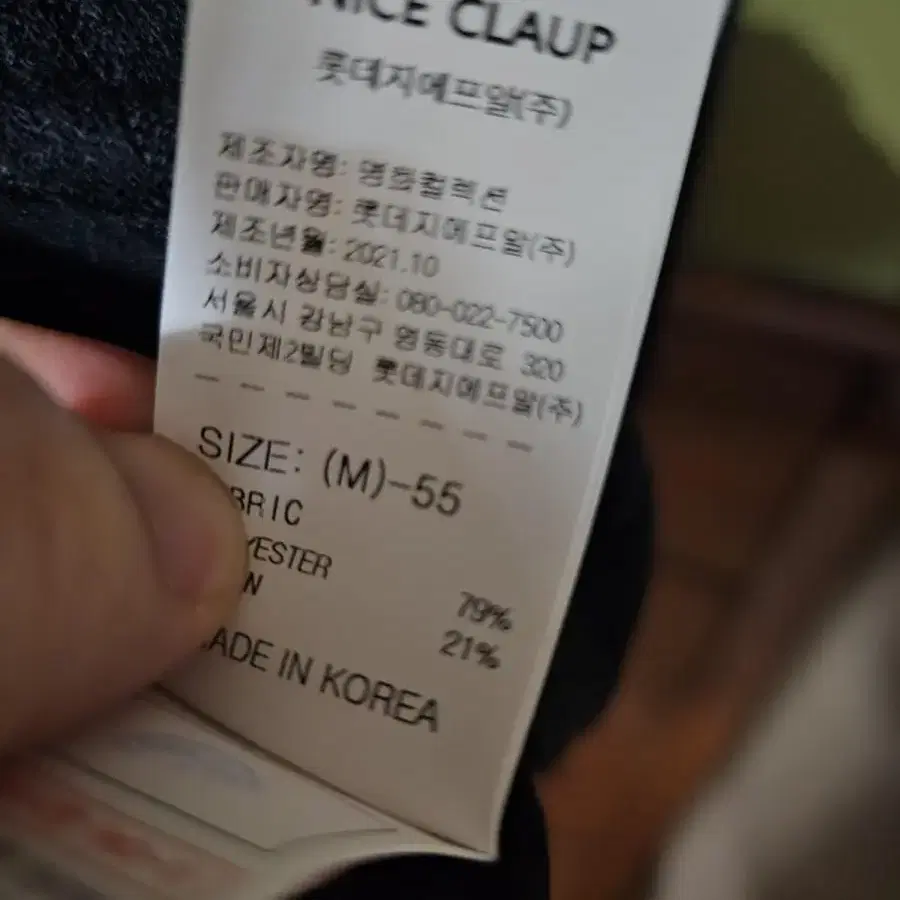 NICE CLAUP
롯데지에프알(주)
제조자명: 명화컬렉션
판매자명: 롯데지에프알(주)
제조년월: 2021.10
소비자상담실: 080-022-7500
서울시 강남구 영동대로 320
국민제2빌딩 롯데지에프알(주)
SIZE: (M)-55
BRIC
YESTER 79%
N 21%
ADE IN KOREA